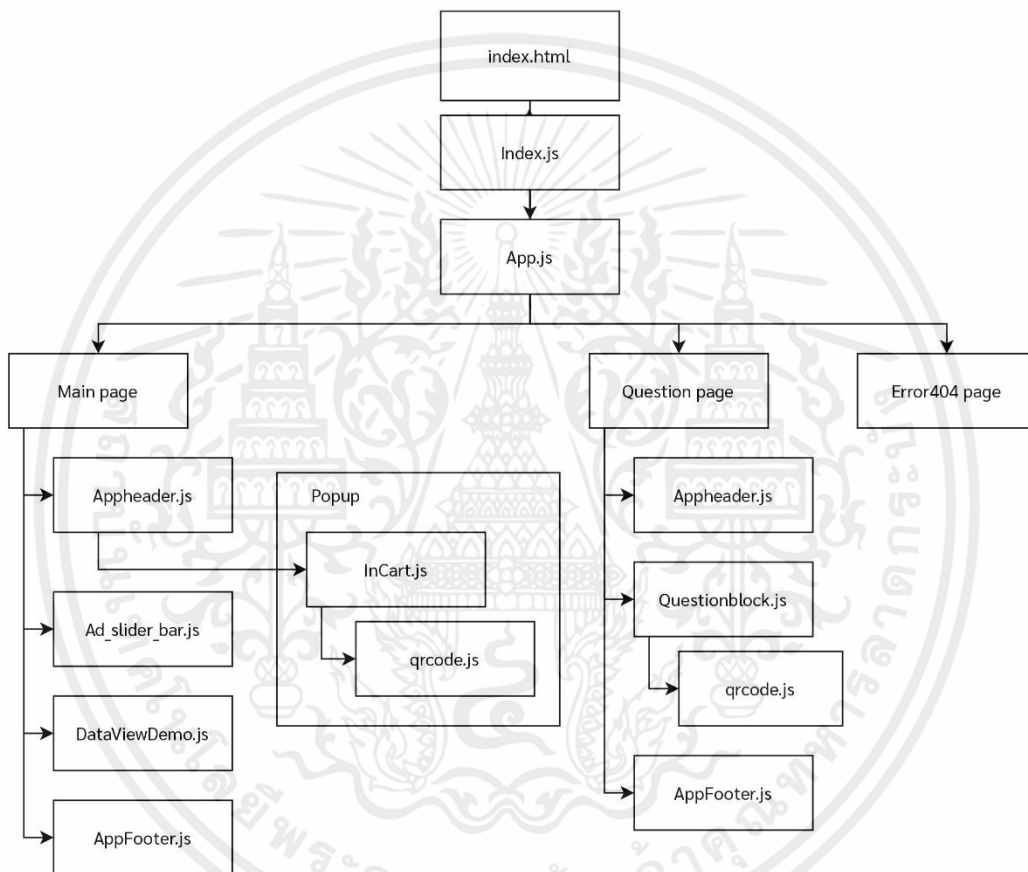 index.html
Index.js
App.js
Main page
Question page
Error404 page
Appheader.js
Popup
Appheader.js
InCart.js
Questionblock.js
Ad_slider_bar.js
qrcode.js
qrcode.js
DataViewDemo.js
AppFooter.js
AppFooter.js